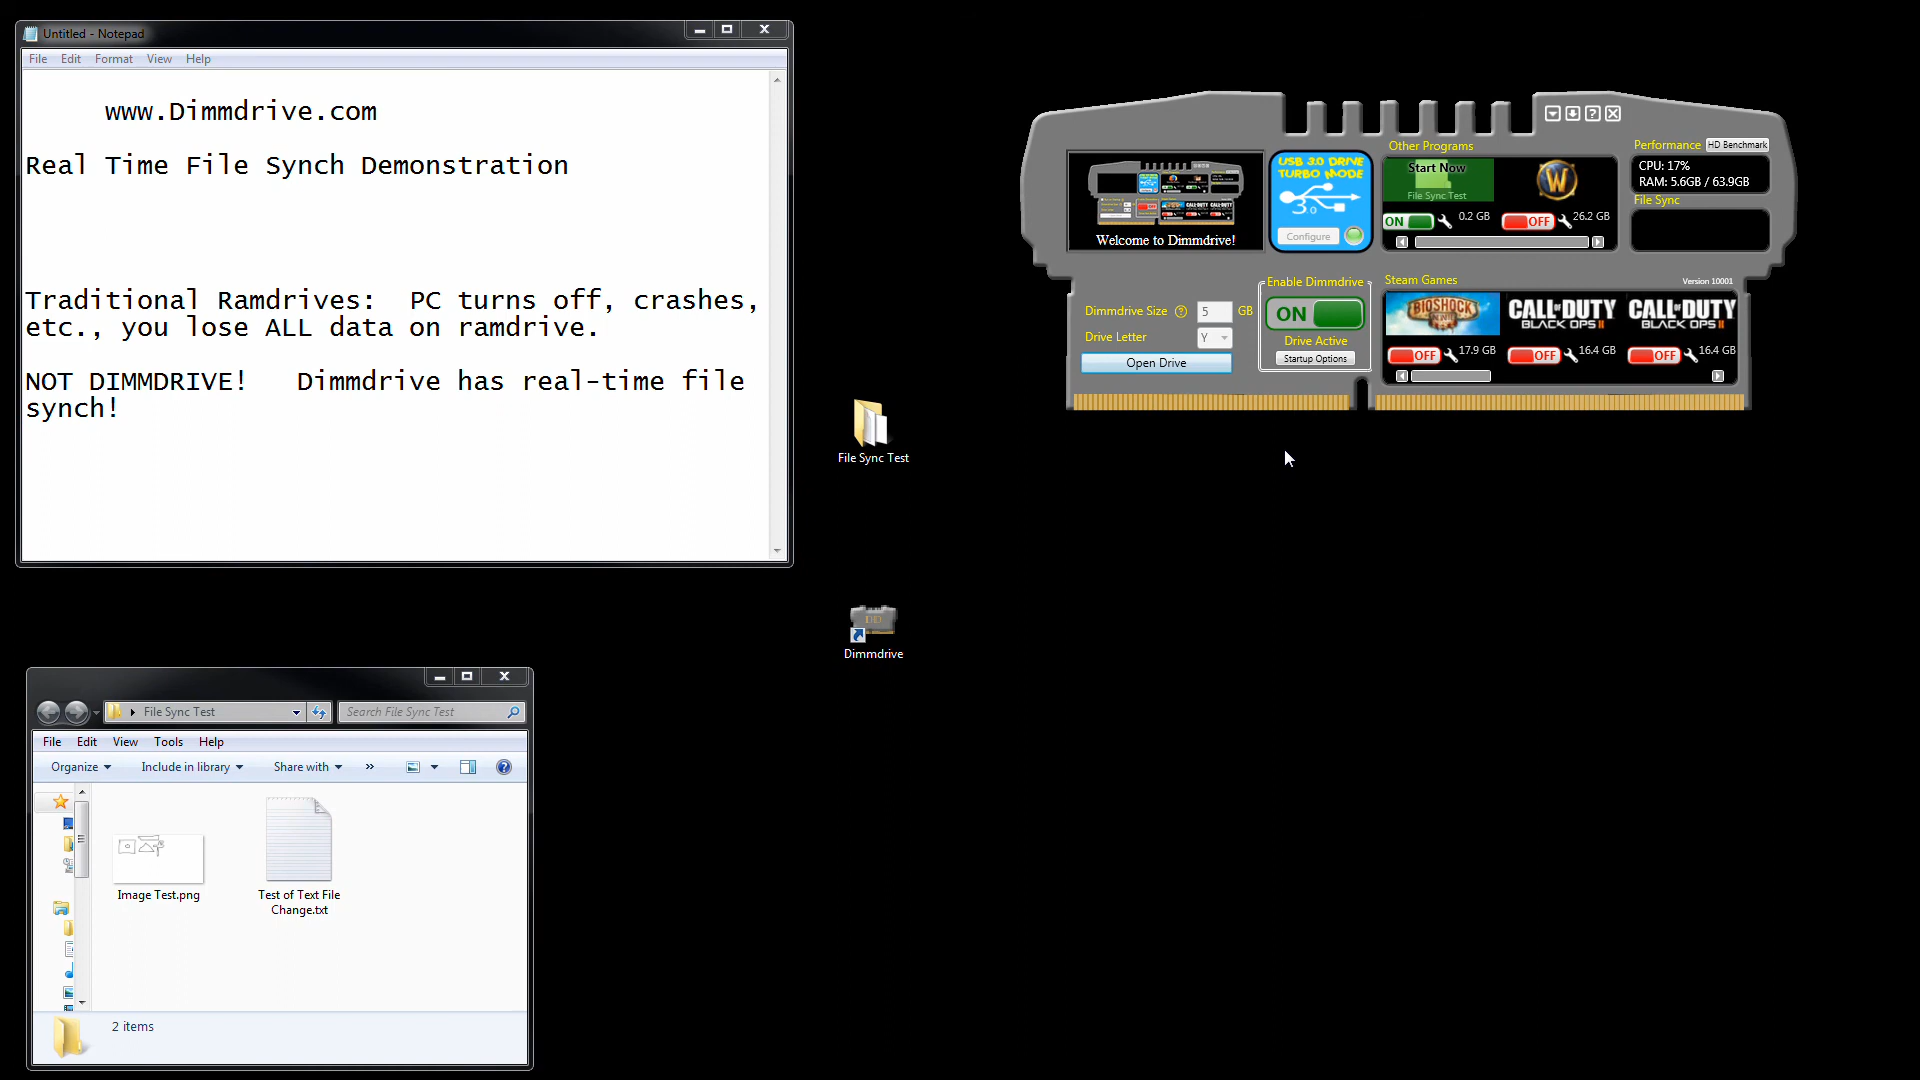 Untitled - Notepad
File Edit Format View Help
www.Dimmdrive.com
Real Time File Synch Demonstration
Traditional Ramdrives: PC turns off, crashes,
etc., you lose ALL data on ramdrive.
NOT DIMMDRIVE! Dimmdrive has real-time file
synch!
File Sync Test
Dimmdrive
File Sync Test
Search File Sync Test
File Edit View Tools Help
Organize Include in library Share with »
Image Test.png
Test of Text File
Change.txt
2 items
Welcome to Dimmdrive!
USB 3.0 DRIVE
TURBO MODE
3.0
Configure
Other Programs
Start Now
File Sync Test
W
ON 0.2 GB OFF 26.2 GB
Performance HD Benchmark
CPU: 17%
RAM: 5.6GB / 63.9GB
File Sync
Dimmdrive Size ? 5 GB
Drive Letter Y
Open Drive
Enable Dimmdrive
ON
Drive Active
Startup Options
Steam Games
Version 10001
BIOSHOCK
CALL OF DUTY
BLACK OPS II
CALL OF DUTY
BLACK OPS II
OFF 17.9 GB OFF 16.4 GB OFF 16.4 GB